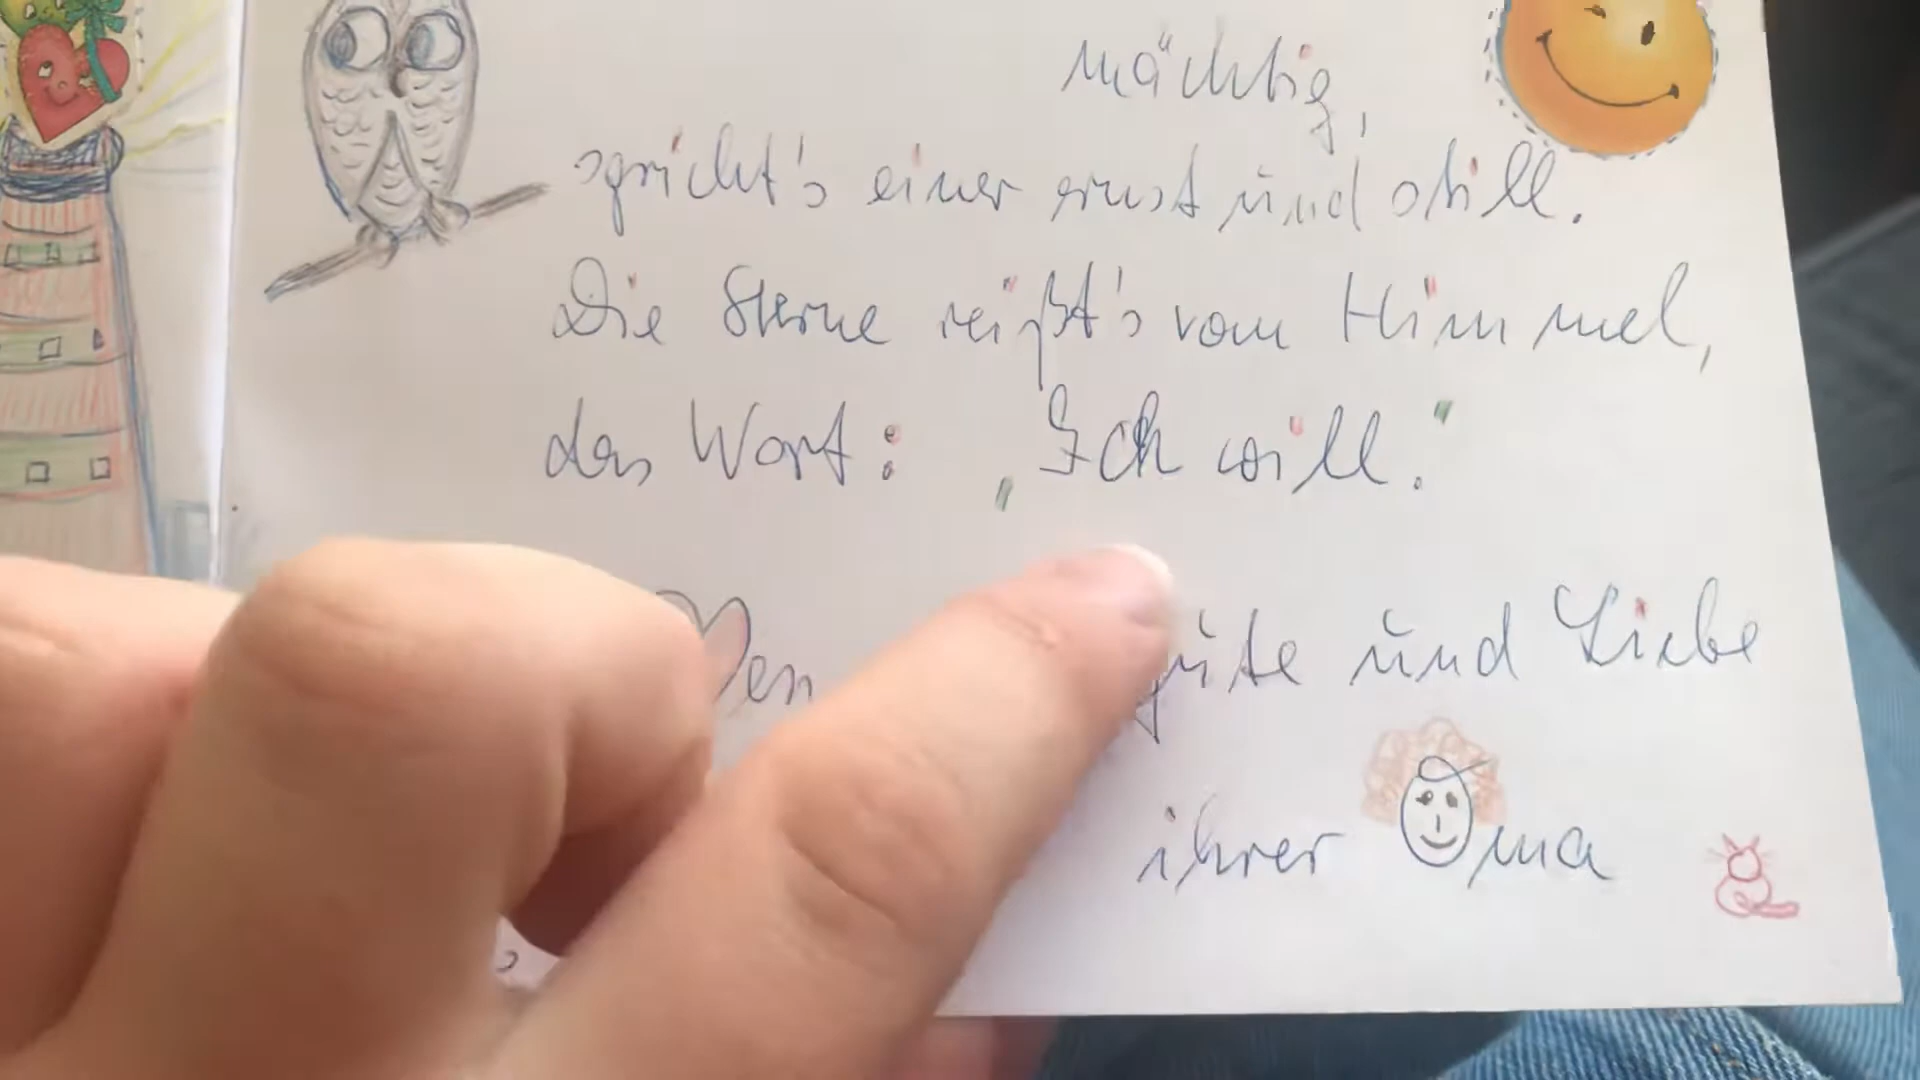 mächtig,
spricht's einer ernst und still.
Die Sterne reißt's vom Himmel,
das Wort: "Ich will."
und Liebe
ihrer Oma